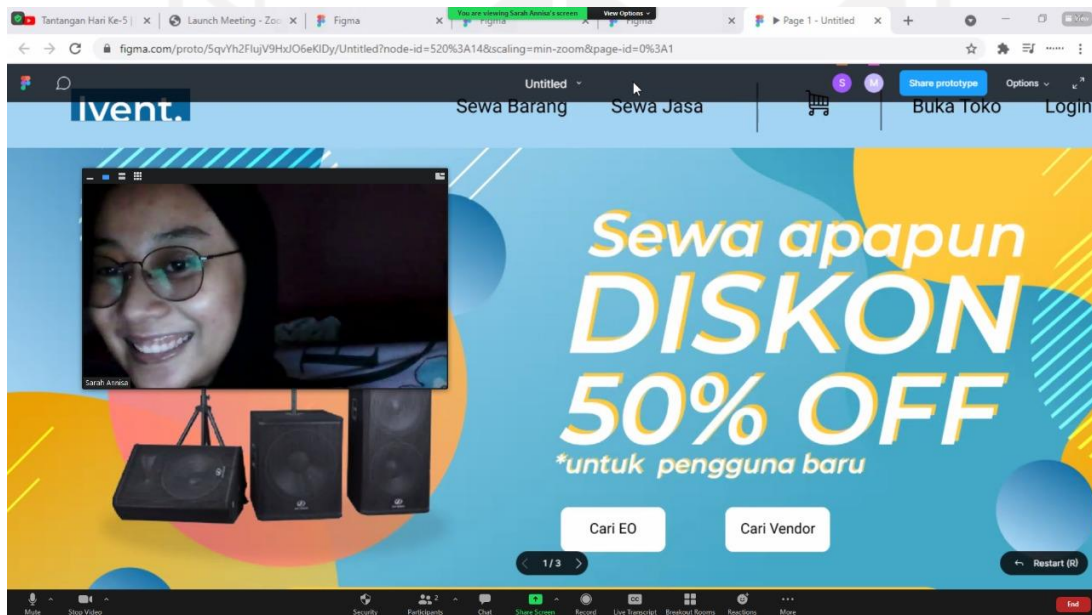 Tantangan Hari Ke-5
Launch Meeting - Zoo
Figma
Figma
You are viewing Sarah Annisa's screen
View Options
Figma
Page 1 - Untitled
figma.com/proto/5qvYh2FIujV9HxJO6eKIDy/Untitled?node-id=520%3A14&scaling=min-zoom&page-id=0%3A1
Untitled
S
M
Share prototype
Options
Ivent.
Sewa Barang
Sewa Jasa
Buka Toko
Login
Sewa apapun
DISKON
50% OFF
*untuk pengguna baru
Sarah Annisa
Cari EO
Cari Vendor
1/3
Restart (R)
Mute
Stop Video
Security
Participants
2
Chat
Share Screen
Record
Live Transcript
Breakout Rooms
Reactions
More
End